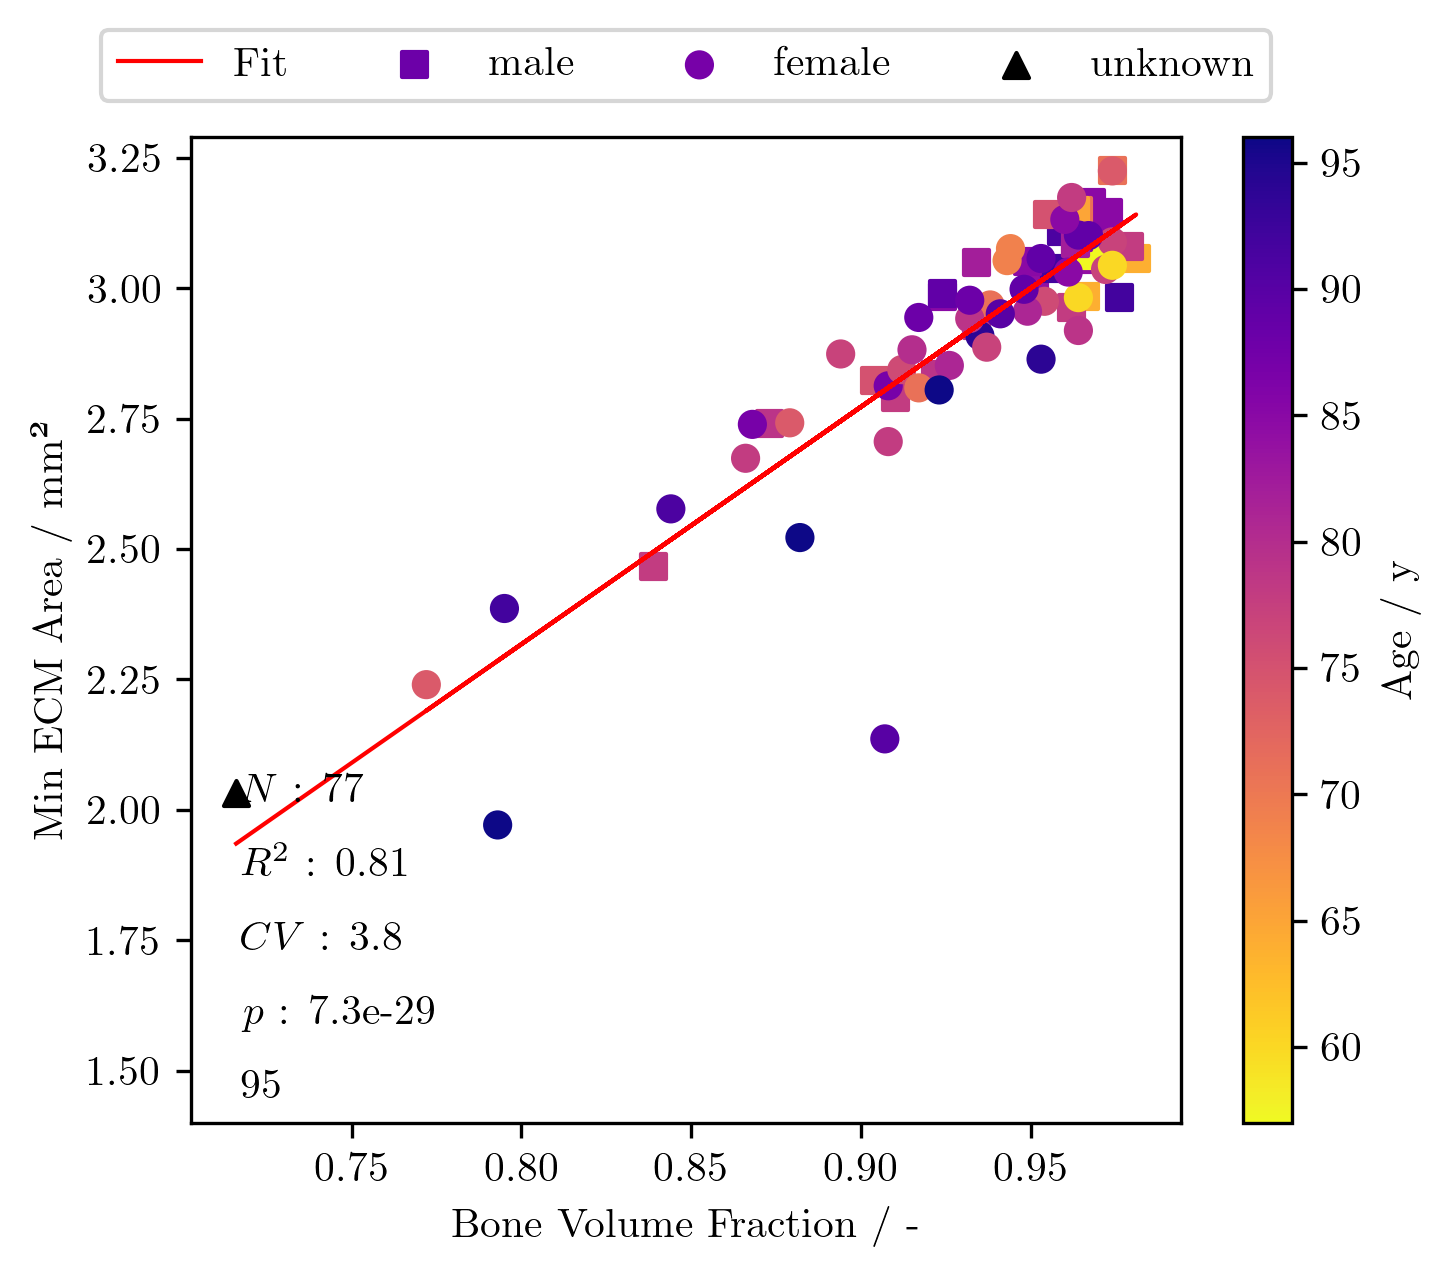 Fit male female unknown
3.25
3.00
2.75
2.50
2.25
2.00
1.75
1.50
Min ECM Area / mm²
N : 77
R² : 0.81
CV : 3.8
p : 7.3e-29
95
0.75 0.80 0.85 0.90 0.95
Bone Volume Fraction / -
95
90
85
80
75
70
65
60
Age / y